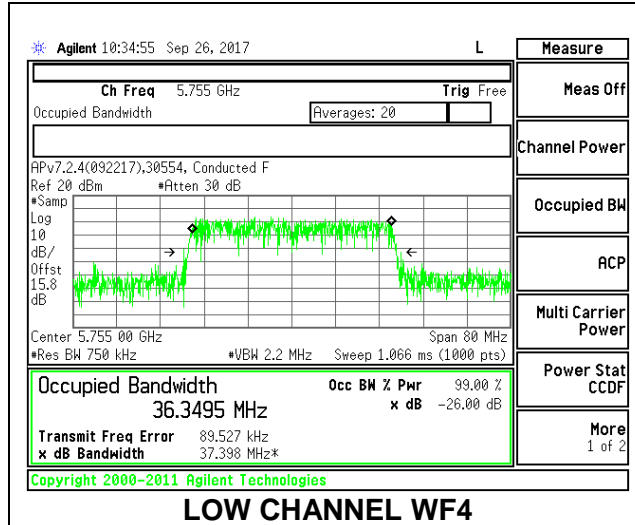 Agilent 10:34:55 Sep 26, 2017 L
Measure
Ch Freq 5.755 GHz Trig Free
Occupied Bandwidth Averages: 20
APv7.2.4(092217),30554, Conducted F
Ref 20 dBm #Atten 30 dB
#Samp
Log
10
dB/
Offst
15.8
dB
Center 5.755 00 GHz Span 80 MHz
#Res BW 750 kHz #VBW 2.2 MHz Sweep 1.066 ms (1000 pts)
Occupied Bandwidth Occ BW % Pwr 99.00 %
36.3495 MHz x dB -26.00 dB
Transmit Freq Error 89.527 kHz
x dB Bandwidth 37.398 MHz*
Meas Off
Channel Power
Occupied BW
ACP
Multi Carrier
Power
Power Stat
CCDF
More
1 of 2
Copyright 2000-2011 Agilent Technologies
LOW CHANNEL WF4